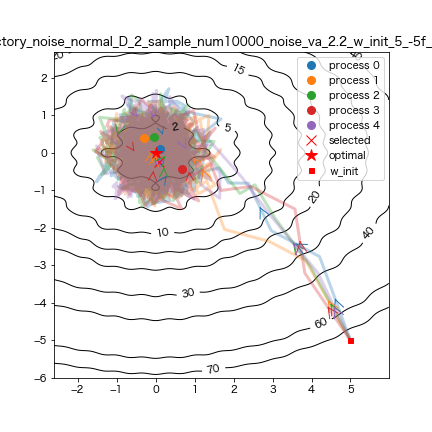 ctory_noise_normal_D_2_sample_num10000_noise_va_2.2_w_init_5_-5f_
process 0
process 1
process 2
process 3
process 4
selected
optimal
w_init
15
2
5
10
20
40
30
60
70
2
1
0
−1
−2
−3
−4
−5
−6
−2
−1
0
1
2
3
4
5